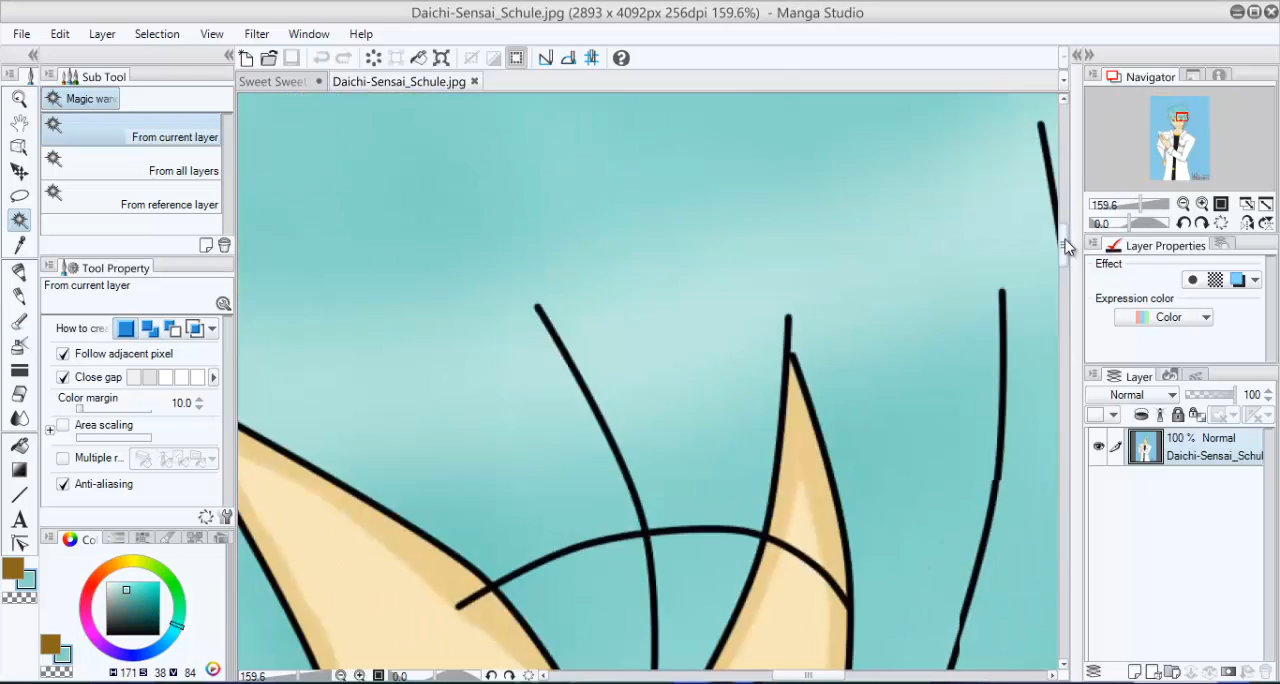 Daichi-Sensai_Schule.jpg (2893 x 4092px 256dpi 159.6%) - Manga Studio
File Edit Layer Selection View Filter Window Help
Sub Tool
Sweet Sweet
Daichi-Sensai_Schule.jpg
Navigator
Magic wan
From current layer
From all layers
From reference layer
159.6
0.0
Layer Properties
Tool Property
From current layer
Effect
Expression color
Color
How to cre
Follow adjacent pixel
Close gap
Color margin
10.0
Area scaling
Multiple r...
Anti-aliasing
Layer
Normal
100
100 % Normal
Daichi-Sensai_Schul
Col
H 171 S 38 V 84
159.6
0.0